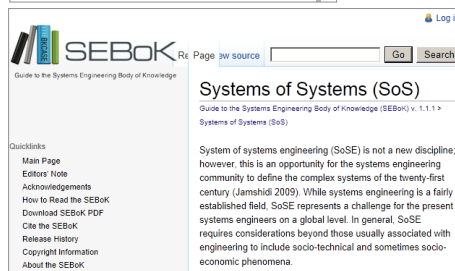 Log i
BKCASE
SEBoK
Guide to the Systems Engineering Body of Knowledge
Re Page ew source
Go Search
Systems of Systems (SoS)
Guide to the Systems Engineering Body of Knowledge (SEBoK) v. 1.1.1 >
Systems of Systems (SoS)
Quicklinks
Main Page
Editors' Note
Acknowledgements
How to Read the SEBoK
Download SEBoK PDF
Cite the SEBoK
Release History
Copyright Information
About the SEBoK
System of systems engineering (SoSE) is not a new discipline;
however, this is an opportunity for the systems engineering
community to define the complex systems of the twenty-first
century (Jamshidi 2009). While systems engineering is a fairly
established field, SoSE represents a challenge for the present
systems engineers on a global level. In general, SoSE
requires considerations beyond those usually associated with
engineering to include socio-technical and sometimes socio-
economic phenomena.